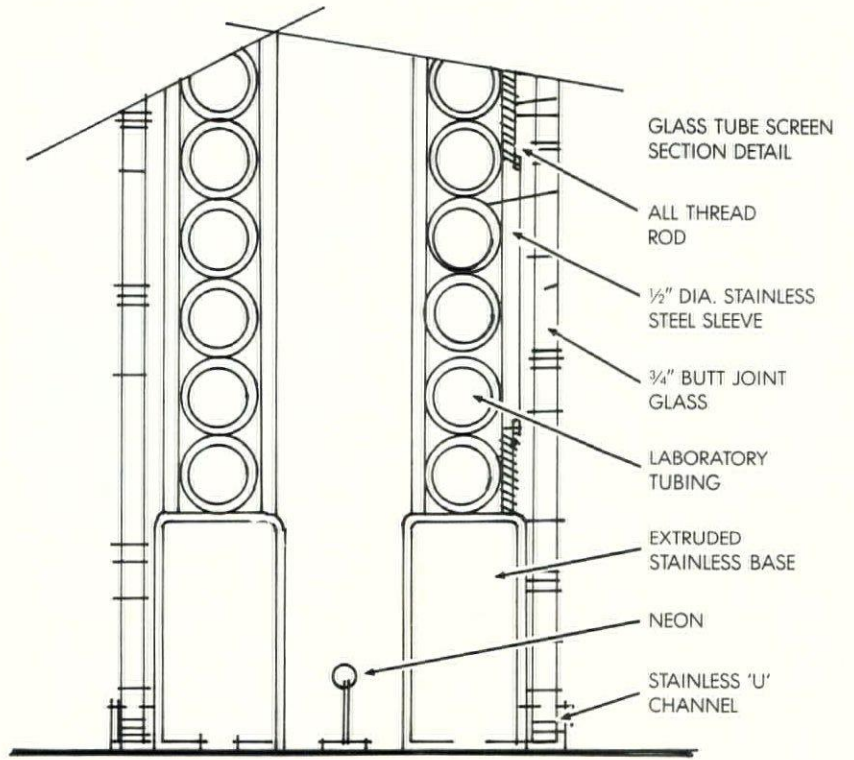 GLASS TUBE SCREEN
SECTION DETAIL
ALL THREAD
ROD
½" DIA. STAINLESS
STEEL SLEEVE
¾" BUTT JOINT
GLASS
LABORATORY
TUBING
EXTRUDED
STAINLESS BASE
NEON
STAINLESS 'U'
CHANNEL